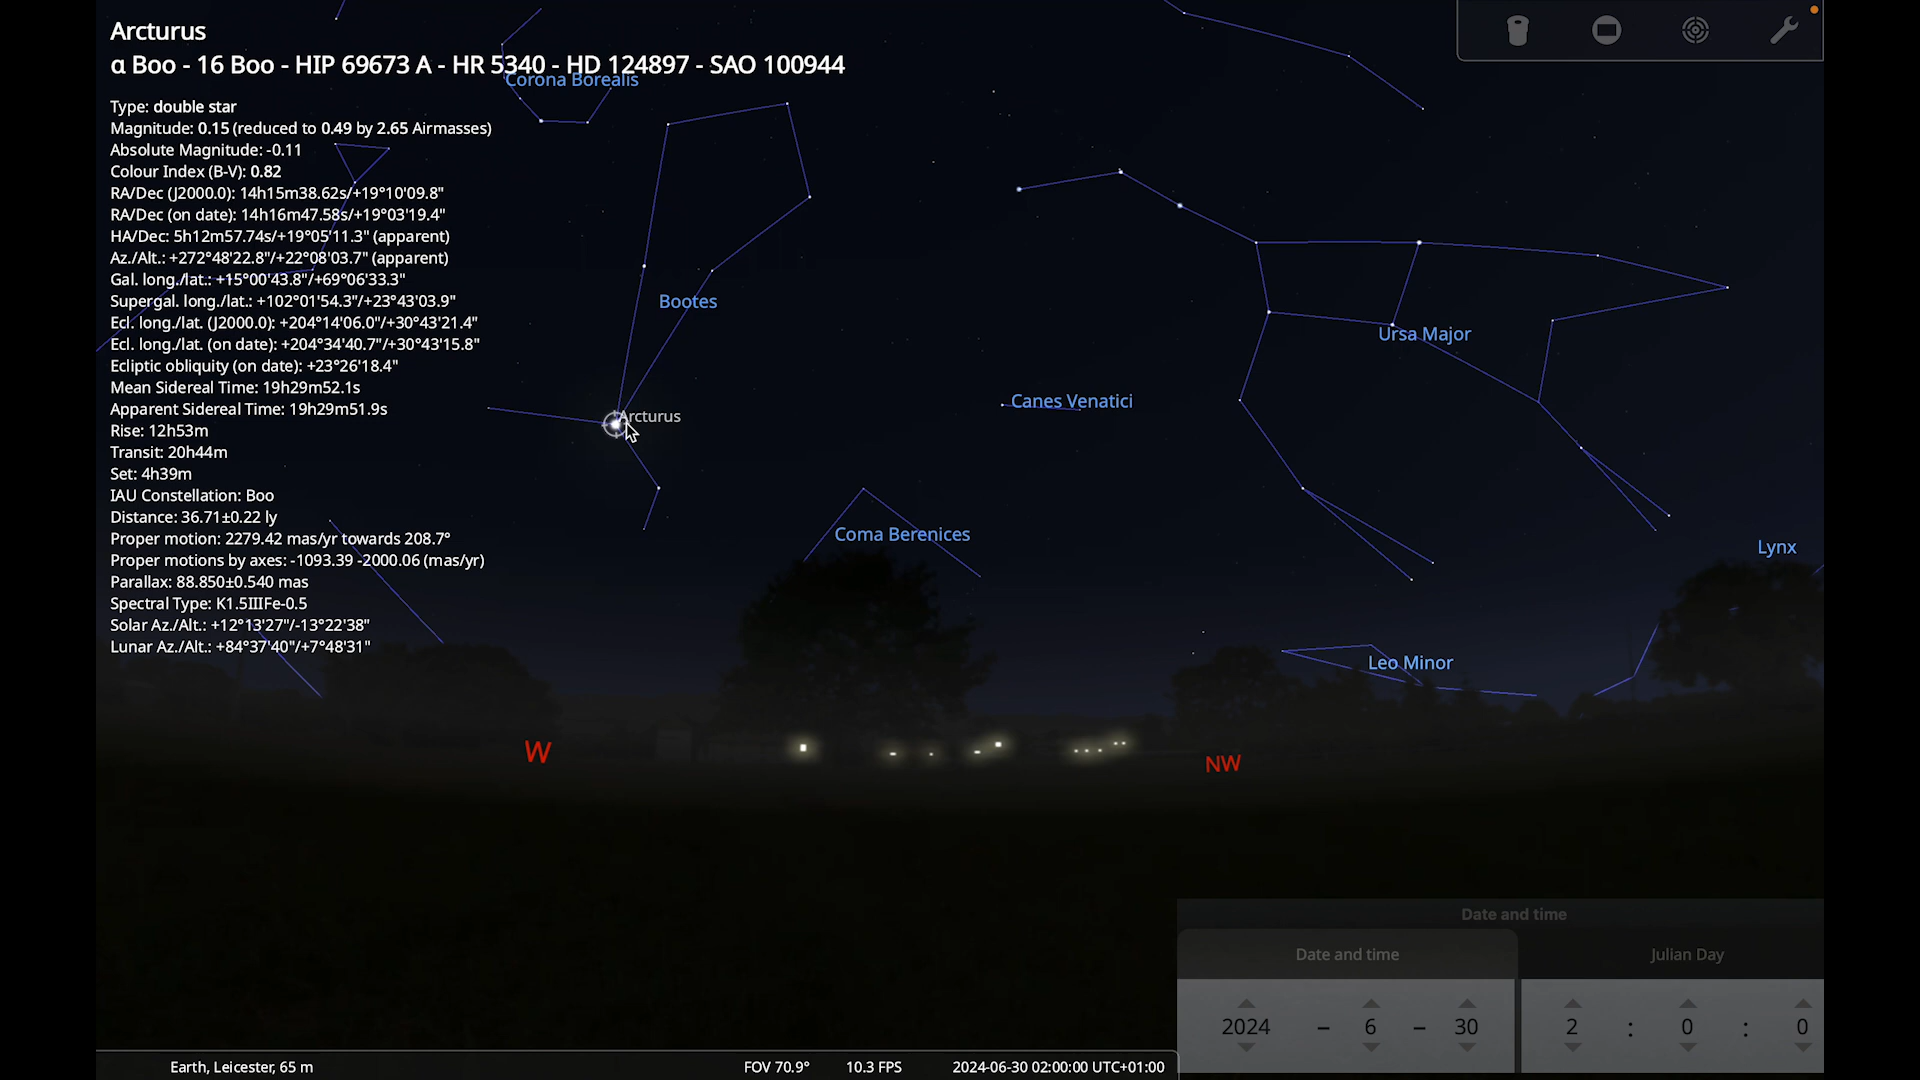 Arcturus
α Boo - 16 Boo - HIP 69673 A - HR 5340 - HD 124897 - SAO 100944
Corona Borealis
Type: double star
Magnitude: 0.15 (reduced to 0.49 by 2.65 Airmasses)
Absolute Magnitude: -0.11
Colour Index (B-V): 0.82
RA/Dec (J2000.0): 14h15m38.62s/+19°10'09.8"
RA/Dec (on date): 14h16m47.58s/+19°03'19.4"
HA/Dec: 5h12m57.74s/+19°05'11.3" (apparent)
Az./Alt.: +272°48'22.8"/+22°08'03.7" (apparent)
Gal. long./lat.: +15°00'43.8"/+69°06'33.3"
Supergal. long./lat.: +102°01'54.3"/+23°43'03.9"
Ecl. long./lat. (J2000.0): +204°14'06.0"/+30°43'21.4"
Ecl. long./lat. (on date): +204°34'40.7"/+30°43'15.8"
Ecliptic obliquity (on date): +23°26'18.4"
Mean Sidereal Time: 19h29m52.1s
Apparent Sidereal Time: 19h29m51.9s
Rise: 12h53m
Transit: 20h44m
Set: 4h39m
IAU Constellation: Boo
Distance: 36.71±0.22 ly
Proper motion: 2279.42 mas/yr towards 208.7°
Proper motions by axes: -1093.39 -2000.06 (mas/yr)
Parallax: 88.850±0.540 mas
Spectral Type: K1.5IIIFe-0.5
Solar Az./Alt.: +12°13'27"/-13°22'38"
Lunar Az./Alt.: +84°37'40"/+7°48'31"
Bootes
Ursa Major
Canes Venatici
Arcturus
Coma Berenices
Lynx
Leo Minor
W
NW
Date and time
Date and time
Julian Day
2024 – 6 – 30
2 : 0 : 0
Earth, Leicester, 65 m
FOV 70.9°
10.3 FPS
2024-06-30 02:00:00 UTC+01:00